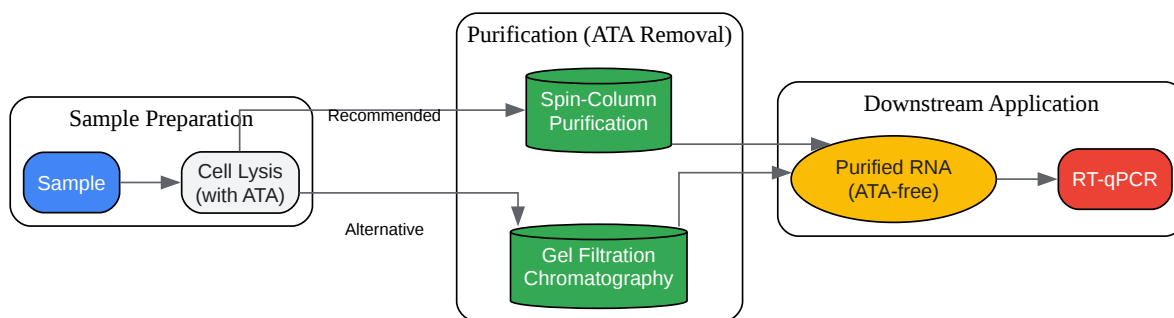 Sample Preparation
Sample
Cell Lysis
(with ATA)
Recommended
Alternative
Purification (ATA Removal)
Spin-Column
Purification
Gel Filtration
Chromatography
Downstream Application
Purified RNA
(ATA-free)
RT-qPCR